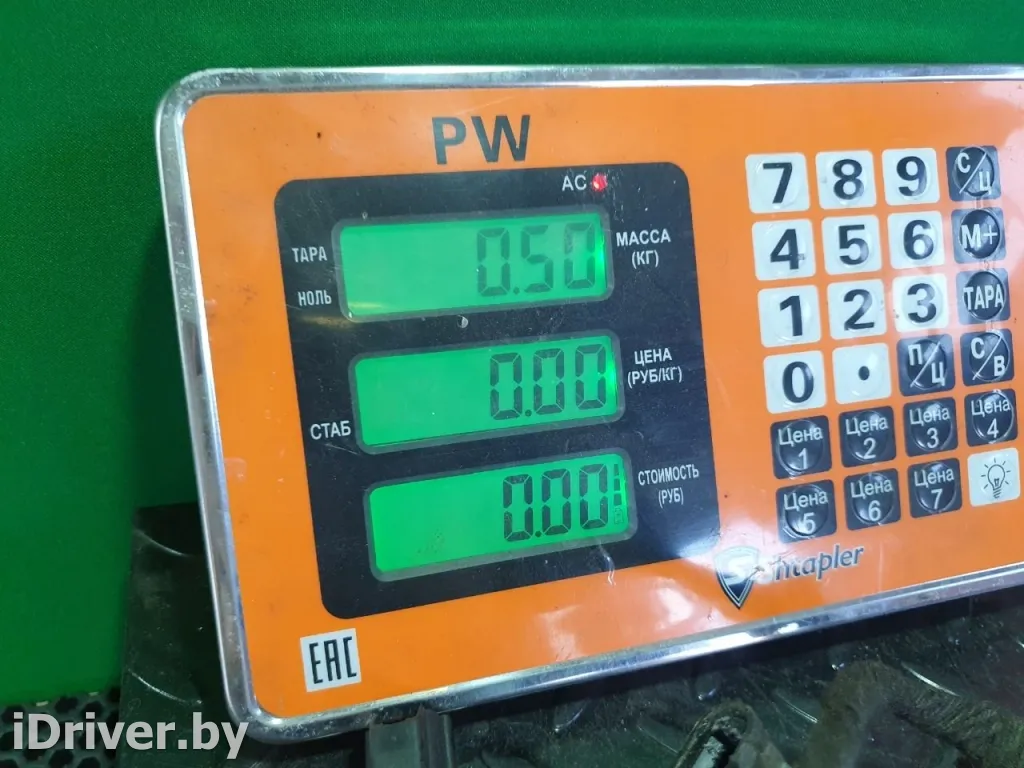 PW
AC
ТАРА
НОЛЬ
0.50
МАССА
(КГ)
СТАБ
0.00
ЦЕНА
(РУБ/КГ)
0.00
СТОИМОСТЬ
(РУБ)
7 8 9 С/Ц
4 5 6 М+
1 2 3 ТАРА
0 . П/Ц С/В
Цена 1 Цена 2 Цена 3 Цена 4
Цена 5 Цена 6 Цена 7
EAC
iDriver.by